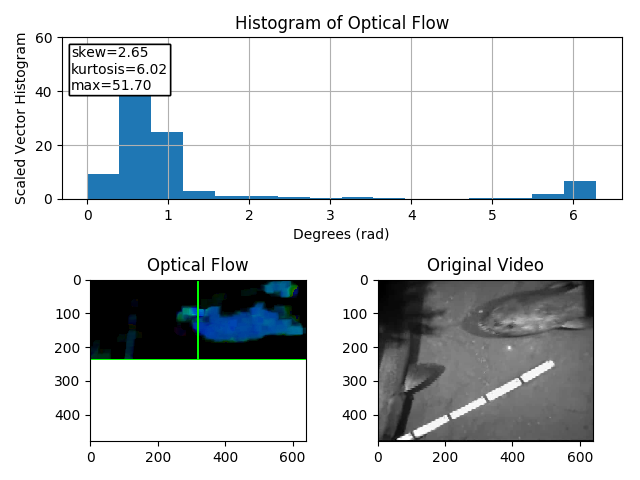 Histogram of Optical Flow
Scaled Vector Histogram
60
40
20
0
skew=2.65
kurtosis=6.02
max=51.70
0 1 2 3 4 5 6
Degrees (rad)
Optical Flow
0
100
200
300
400
0 200 400 600
Original Video
0
100
200
300
400
0 200 400 600